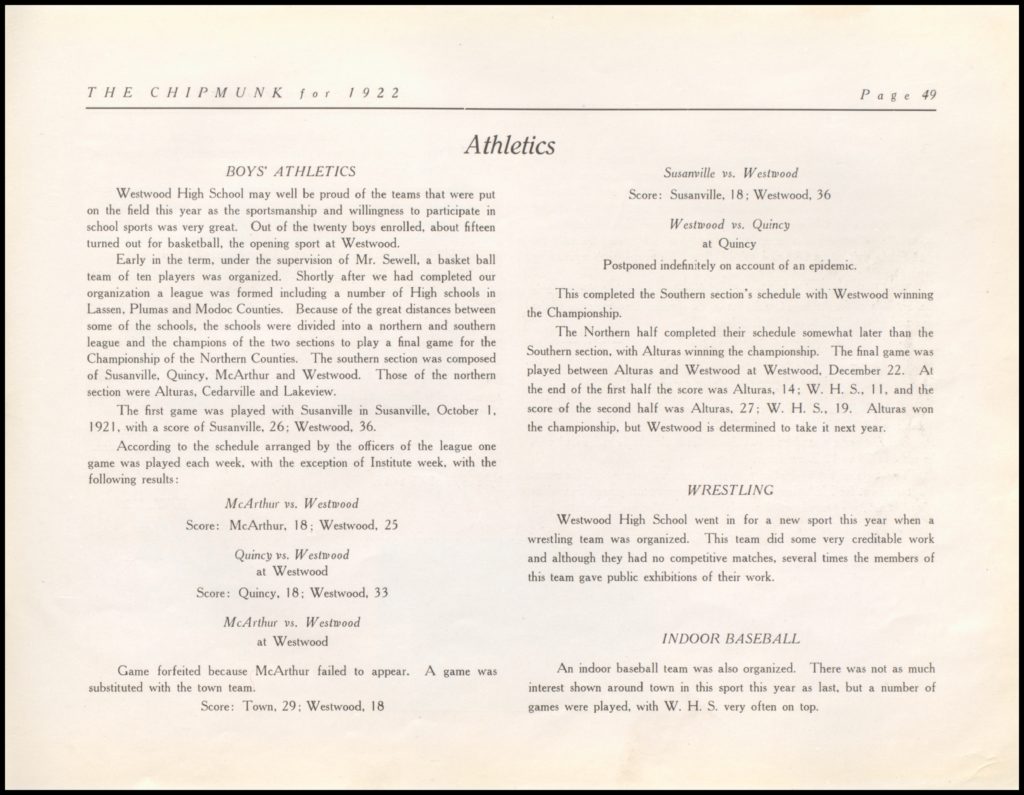 THE CHIPMUNK for 1922
Page 49
Athletics
BOYS' ATHLETICS
Westwood High School may well be proud of the teams that were put
on the field this year as the sportsmanship and willingness to participate in
school sports was very great. Out of the twenty boys enrolled, about fifteen
turned out for basketball, the opening sport at Westwood.
Early in the term, under the supervision of Mr. Sewell, a basket ball
team of ten players was organized. Shortly after we had completed our
organization a league was formed including a number of High schools in
Lassen, Plumas and Modoc Counties. Because of the great distances between
some of the schools, the schools were divided into a northern and southern
league and the champions of the two sections to play a final game for the
Championship of the Northern Counties. The southern section was composed
of Susanville, Quincy, McArthur and Westwood. Those of the northern
section were Alturas, Cedarville and Lakeview.
The first game was played with Susanville in Susanville, October 1,
1921, with a score of Susanville, 26; Westwood, 36.
According to the schedule arranged by the officers of the league one
game was played each week, with the exception of Institute week, with the
following results:
McArthur vs. Westwood
Score: McArthur, 18; Westwood, 25
Quincy vs. Westwood
at Westwood
Score: Quincy, 18; Westwood, 33
McArthur vs. Westwood
at Westwood
Game forfeited because McArthur failed to appear. A game was
substituted with the town team.
Score: Town, 29; Westwood, 18
Susanville vs. Westwood
Score: Susanville, 18; Westwood, 36
Westwood vs. Quincy
at Quincy
Postponed indefinitely on account of an epidemic.
This completed the Southern section's schedule with Westwood winning
the Championship.
The Northern half completed their schedule somewhat later than the
Southern section, with Alturas winning the championship. The final game was
played between Alturas and Westwood at Westwood, December 22. At
the end of the first half the score was Alturas, 14; W. H. S., 11, and the
score of the second half was Alturas, 27; W. H. S., 19. Alturas won
the championship, but Westwood is determined to take it next year.
WRESTLING
Westwood High School went in for a new sport this year when a
wrestling team was organized. This team did some very creditable work
and although they had no competitive matches, several times the members of
this team gave public exhibitions of their work.
INDOOR BASEBALL
An indoor baseball team was also organized. There was not as much
interest shown around town in this sport this year as last, but a number of
games were played, with W. H. S. very often on top.